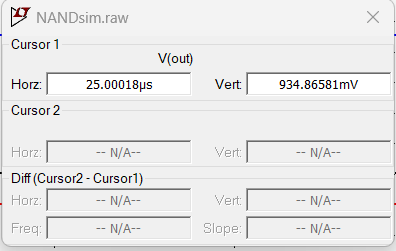 NANDsim.raw
Cursor 1
V(out)
Horz: 25.00018µs Vert: 934.86581mV
Cursor 2
Horz: -- N/A-- Vert: -- N/A--
Diff (Cursor2 - Cursor1)
Horz: -- N/A-- Vert: -- N/A--
Freq: -- N/A-- Slope: -- N/A--